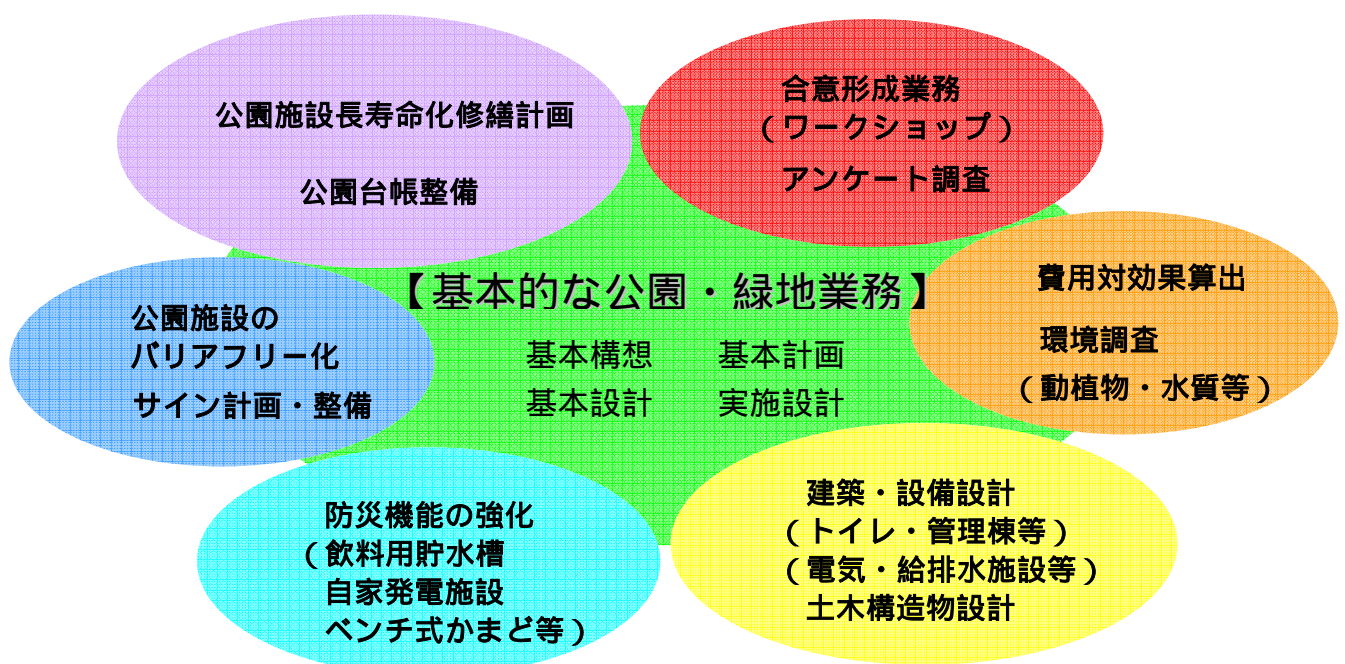 公園施設長寿命化修繕計画
公園台帳整備
合意形成業務
（ワークショップ）
アンケート調査
【基本的な公園・緑地業務】
基本構想　基本計画
基本設計　実施設計
費用対効果算出
環境調査
（動植物・水質等）
公園施設の
バリアフリー化
サイン計画・整備
防災機能の強化
（飲料用貯水槽
自家発電施設
ベンチ式かまど等）
建築・設備設計
（トイレ・管理棟等）
（電気・給排水施設等）
土木構造物設計